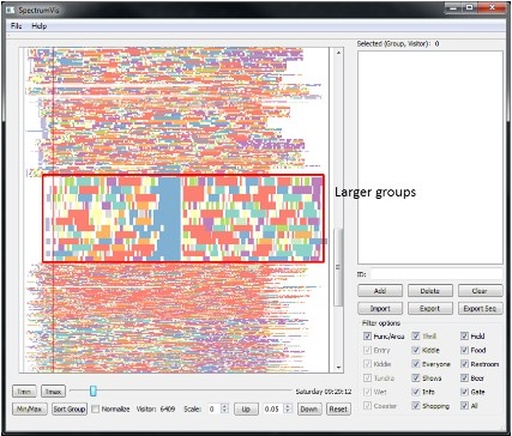 SpectrumVis
File Help
Selected (Group, Visitor): 0
Larger groups
ID:
Add Delete Clear
Import Export Export Seq
Filter options
Func/Area Thrill Field
Entry Kiddie Food
Kiddie Everyone Restroom
Tundra Shows Beer
Wet Info Gate
Coaster Shopping All
Tmin Tmax Saturday 09:29:12
Min/Max Sort Group Normalize Visitor: 6409 Scale: 0 Up 0.05 Down Reset